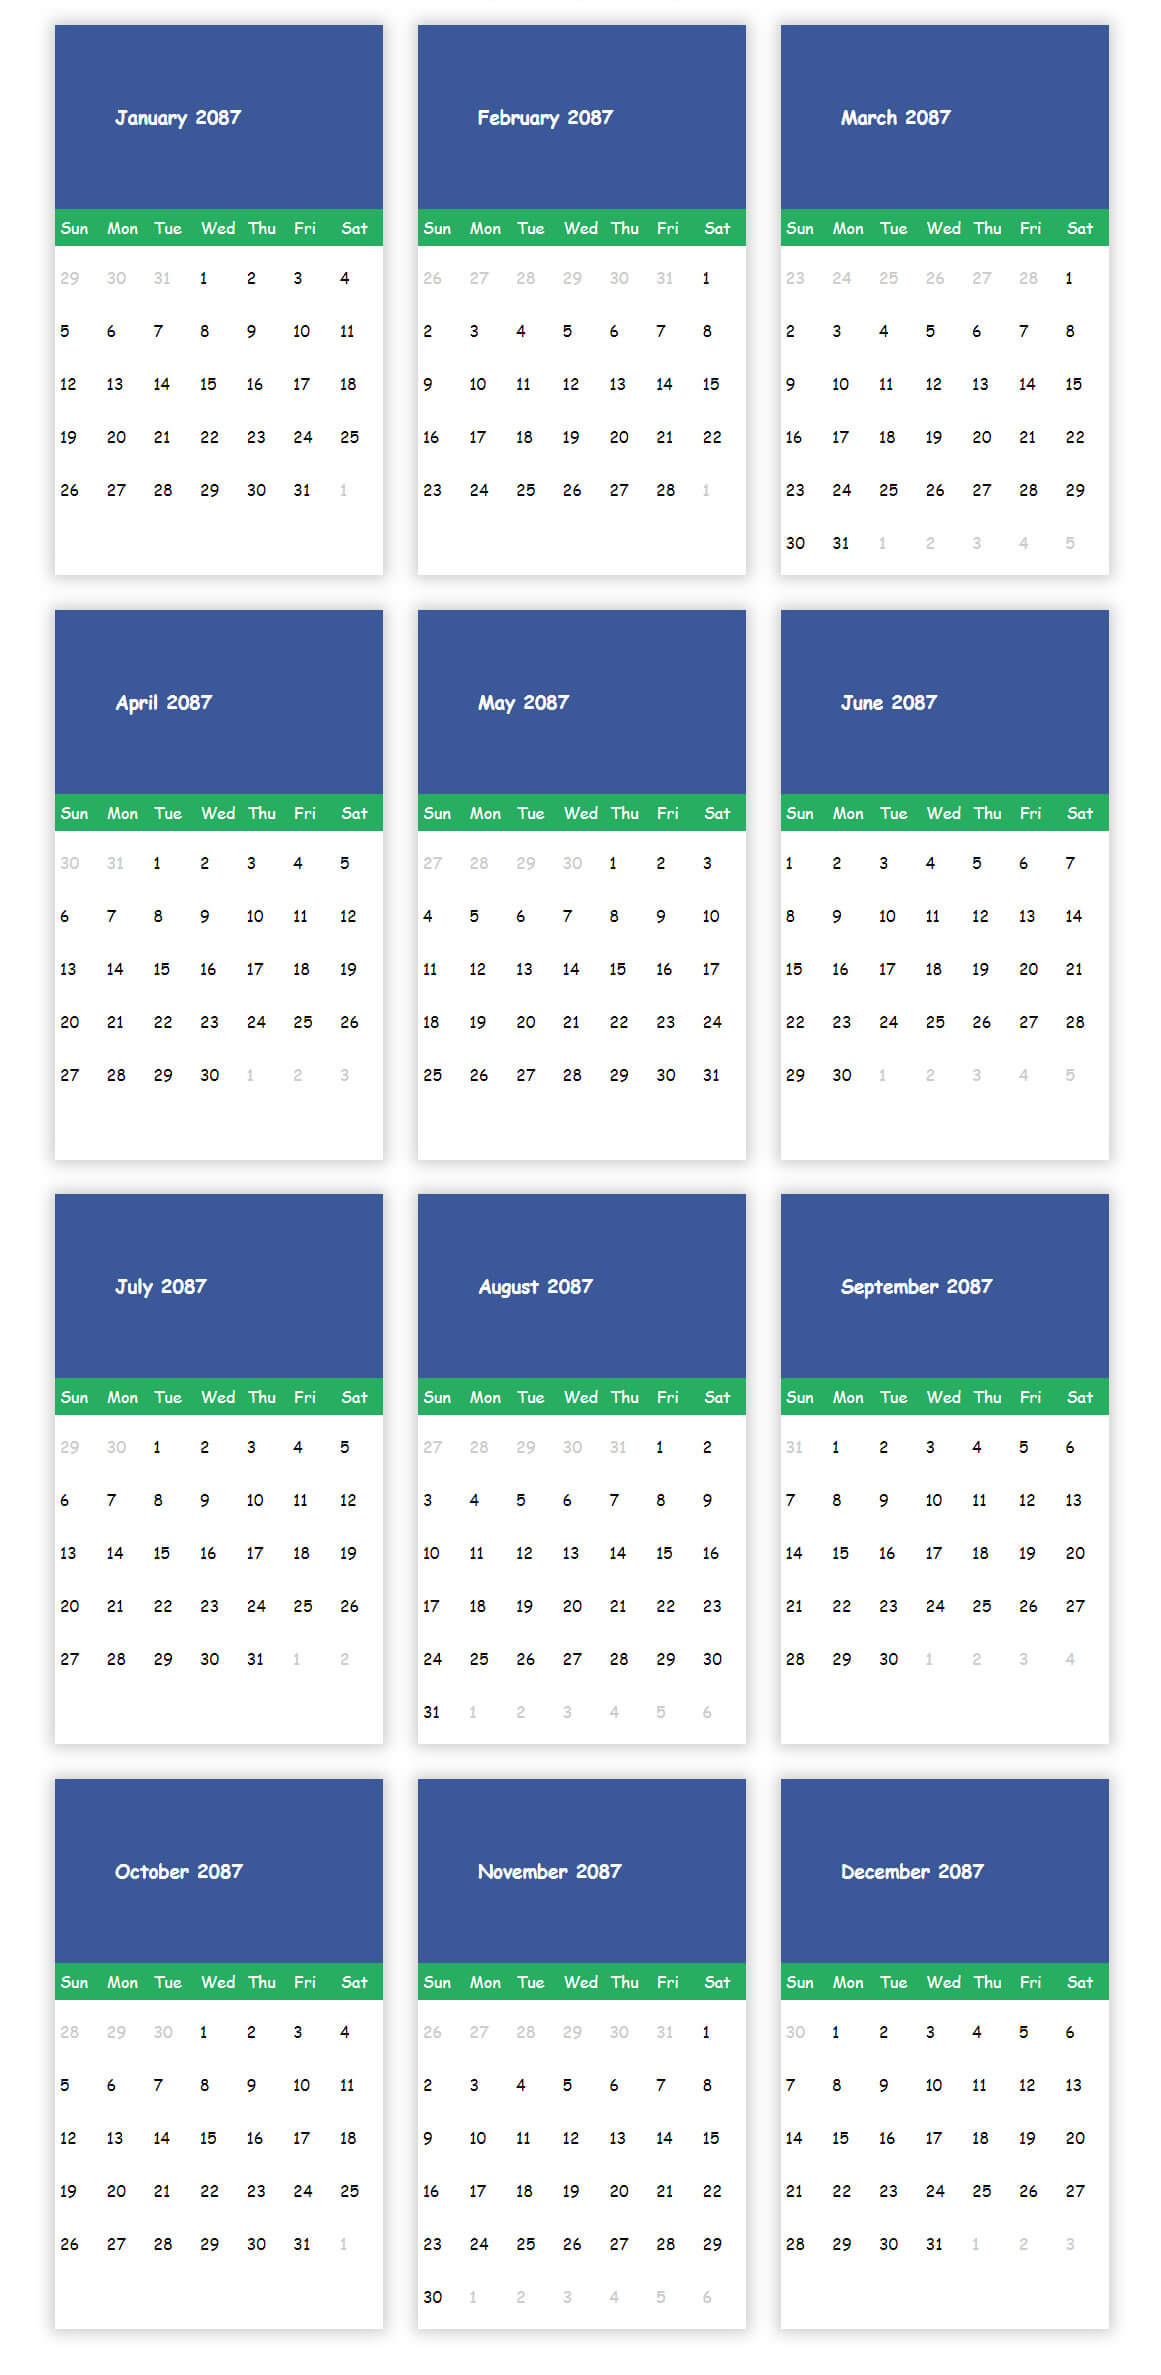 January 2087
Sun Mon Tue Wed Thu Fri Sat
29 30 31 1 2 3 4
5 6 7 8 9 10 11
12 13 14 15 16 17 18
19 20 21 22 23 24 25
26 27 28 29 30 31 1
February 2087
Sun Mon Tue Wed Thu Fri Sat
26 27 28 29 30 31 1
2 3 4 5 6 7 8
9 10 11 12 13 14 15
16 17 18 19 20 21 22
23 24 25 26 27 28 1
March 2087
Sun Mon Tue Wed Thu Fri Sat
23 24 25 26 27 28 1
2 3 4 5 6 7 8
9 10 11 12 13 14 15
16 17 18 19 20 21 22
23 24 25 26 27 28 29
30 31 1 2 3 4 5
April 2087
Sun Mon Tue Wed Thu Fri Sat
30 31 1 2 3 4 5
6 7 8 9 10 11 12
13 14 15 16 17 18 19
20 21 22 23 24 25 26
27 28 29 30 1 2 3
May 2087
Sun Mon Tue Wed Thu Fri Sat
27 28 29 30 1 2 3
4 5 6 7 8 9 10
11 12 13 14 15 16 17
18 19 20 21 22 23 24
25 26 27 28 29 30 31
June 2087
Sun Mon Tue Wed Thu Fri Sat
1 2 3 4 5 6 7
8 9 10 11 12 13 14
15 16 17 18 19 20 21
22 23 24 25 26 27 28
29 30 1 2 3 4 5
July 2087
Sun Mon Tue Wed Thu Fri Sat
29 30 1 2 3 4 5
6 7 8 9 10 11 12
13 14 15 16 17 18 19
20 21 22 23 24 25 26
27 28 29 30 31 1 2
August 2087
Sun Mon Tue Wed Thu Fri Sat
27 28 29 30 31 1 2
3 4 5 6 7 8 9
10 11 12 13 14 15 16
17 18 19 20 21 22 23
24 25 26 27 28 29 30
31 1 2 3 4 5 6
September 2087
Sun Mon Tue Wed Thu Fri Sat
31 1 2 3 4 5 6
7 8 9 10 11 12 13
14 15 16 17 18 19 20
21 22 23 24 25 26 27
28 29 30 1 2 3 4
October 2087
Sun Mon Tue Wed Thu Fri Sat
28 29 30 1 2 3 4
5 6 7 8 9 10 11
12 13 14 15 16 17 18
19 20 21 22 23 24 25
26 27 28 29 30 31 1
November 2087
Sun Mon Tue Wed Thu Fri Sat
26 27 28 29 30 31 1
2 3 4 5 6 7 8
9 10 11 12 13 14 15
16 17 18 19 20 21 22
23 24 25 26 27 28 29
30 1 2 3 4 5 6
December 2087
Sun Mon Tue Wed Thu Fri Sat
30 1 2 3 4 5 6
7 8 9 10 11 12 13
14 15 16 17 18 19 20
21 22 23 24 25 26 27
28 29 30 31 1 2 3